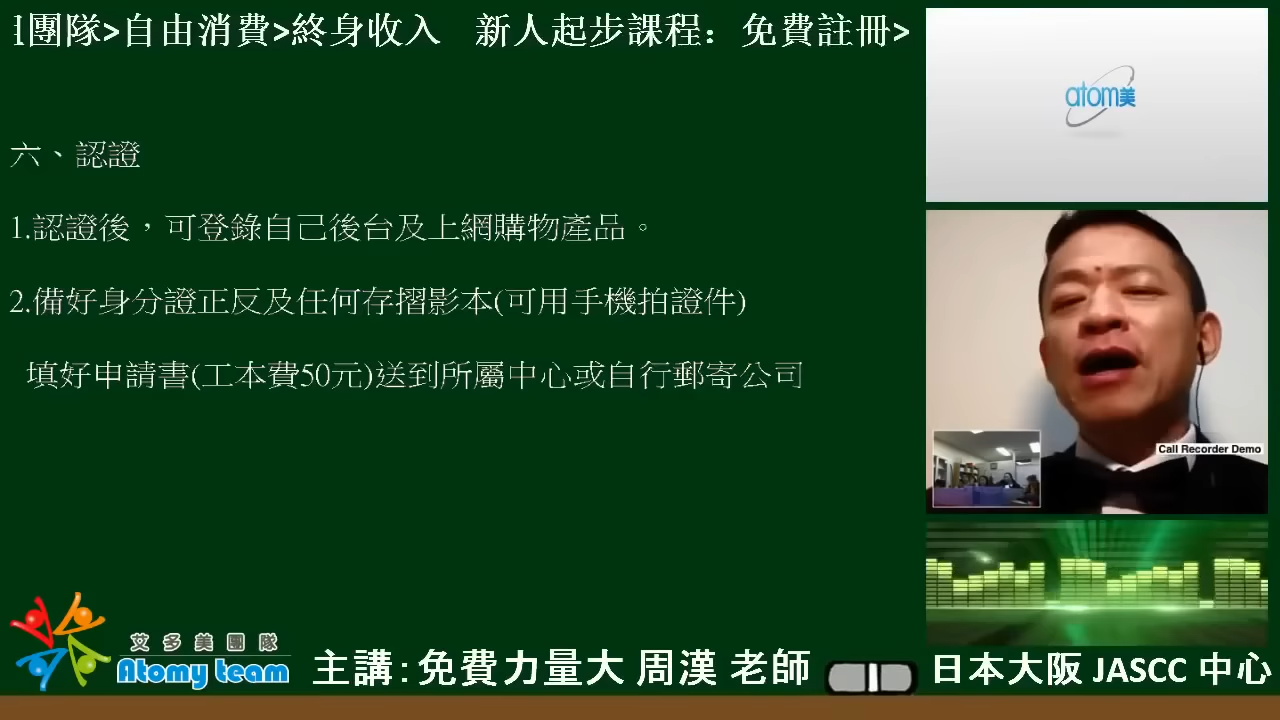 團隊>自由消費>終身收入 新人起步課程：免費註冊>
atom美
六、認證
1.認證後，可登錄自己後台及上網購物產品。
2.備好身分證正反及任何存摺影本(可用手機拍證件)
填好申請書(工本費50元)送到所屬中心或自行郵寄公司
Call Recorder Demo
艾多美團隊
Atomy team
主講：免費力量大 周漢 老師
日本大阪 JASCC 中心